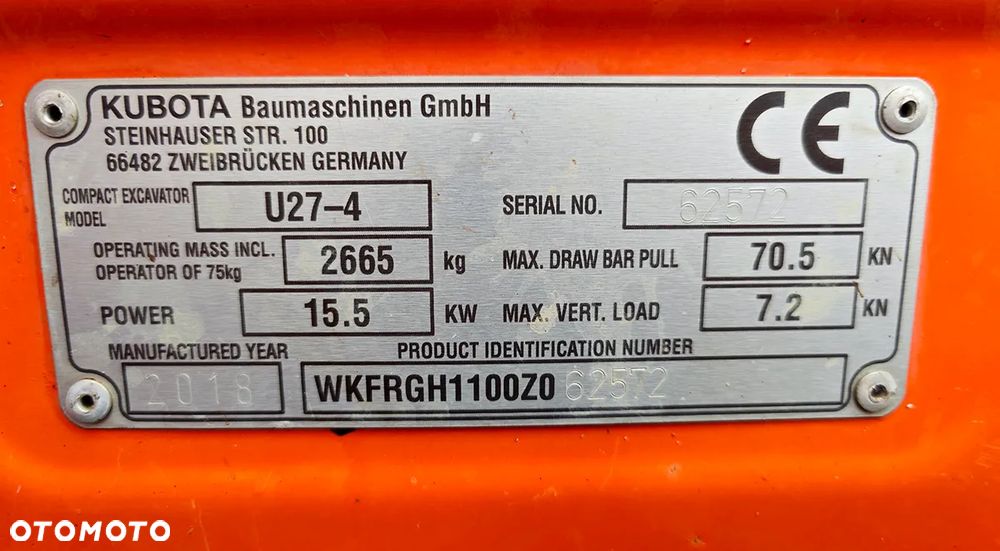 KUBOTA Baumaschinen GmbH
STEINHAUSER STR. 100
66482 ZWEIBRÜCKEN GERMANY
CE
COMPACT EXCAVATOR MODEL U27-4
SERIAL NO. 62572
OPERATING MASS INCL. OPERATOR OF 75kg 2665 kg
MAX. DRAW BAR PULL 70.5 KN
POWER 15.5 KW
MAX. VERT. LOAD 7.2 KN
MANUFACTURED YEAR
2018
PRODUCT IDENTIFICATION NUMBER
WKFRGH1100Z062572
OTOMOTO